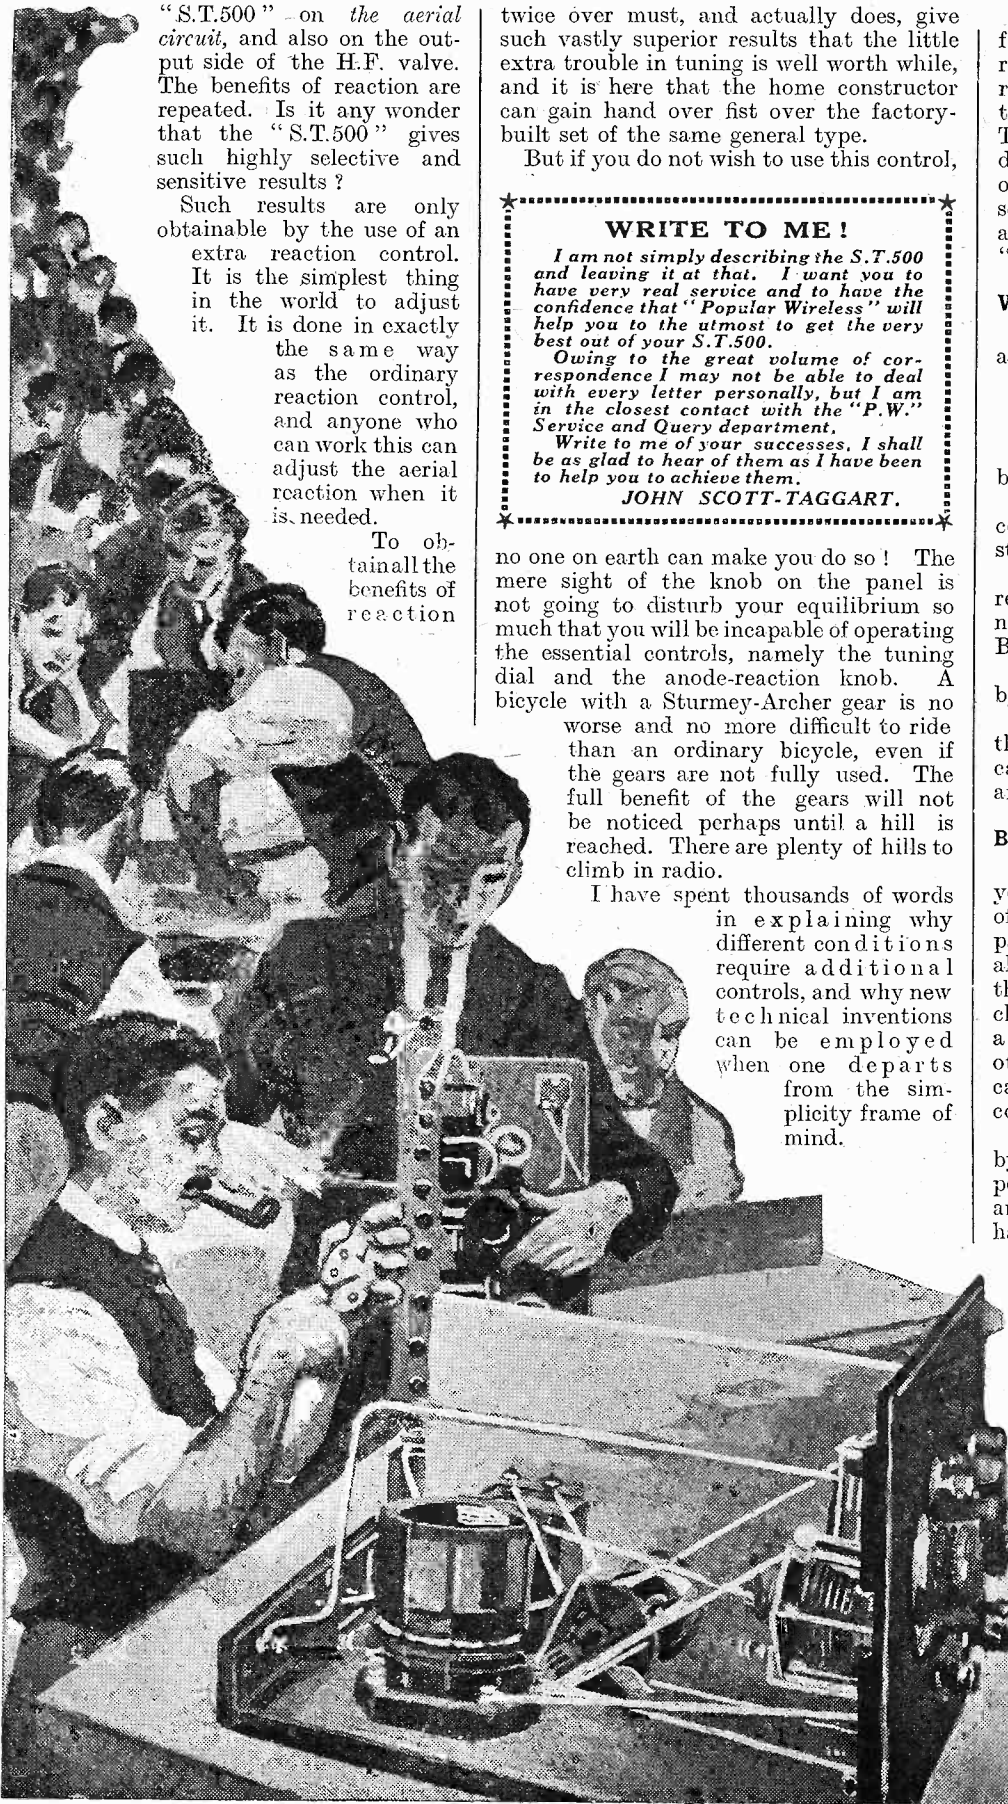 “S.T.500” on the aerial
circuit, and also on the out-
put side of the H.F. valve.
The benefits of reaction are
repeated. Is it any wonder
that the “S.T.500” gives
such highly selective and
sensitive results ?
Such results are only
obtainable by the use of an
extra reaction control.
It is the simplest thing
in the world to adjust
it. It is done in exactly
the same way
as the ordinary
reaction control,
and anyone who
can work this can
adjust the aerial
reaction when it
is needed.
To ob-
tain all the
benefits of
reaction
twice over must, and actually does, give
such vastly superior results that the little
extra trouble in tuning is well worth while,
and it is here that the home constructor
can gain hand over fist over the factory-
built set of the same general type.
But if you do not wish to use this control,
WRITE TO ME !
I am not simply describing the S.T.500
and leaving it at that. I want you to
have very real service and to have the
confidence that “Popular Wireless” will
help you to the utmost to get the very
best out of your S.T.500.
Owing to the great volume of cor-
respondence I may not be able to deal
with every letter personally, but I am
in the closest contact with the “P.W.”
Service and Query department.
Write to me of your successes, I shall
be as glad to hear of them as I have been
to help you to achieve them.
JOHN SCOTT-TAGGART.
no one on earth can make you do so ! The
mere sight of the knob on the panel is
not going to disturb your equilibrium so
much that you will be incapable of operating
the essential controls, namely the tuning
dial and the anode-reaction knob. A
bicycle with a Sturmey-Archer gear is no
worse and no more difficult to ride
than an ordinary bicycle, even if
the gears are not fully used. The
full benefit of the gears will not
be noticed perhaps until a hill is
reached. There are plenty of hills to
climb in radio.
I have spent thousands of words
in explaining why
different conditions
require additional
controls, and why new
technical inventions
can be employed
when one departs
from the sim-
plicity frame of
mind.